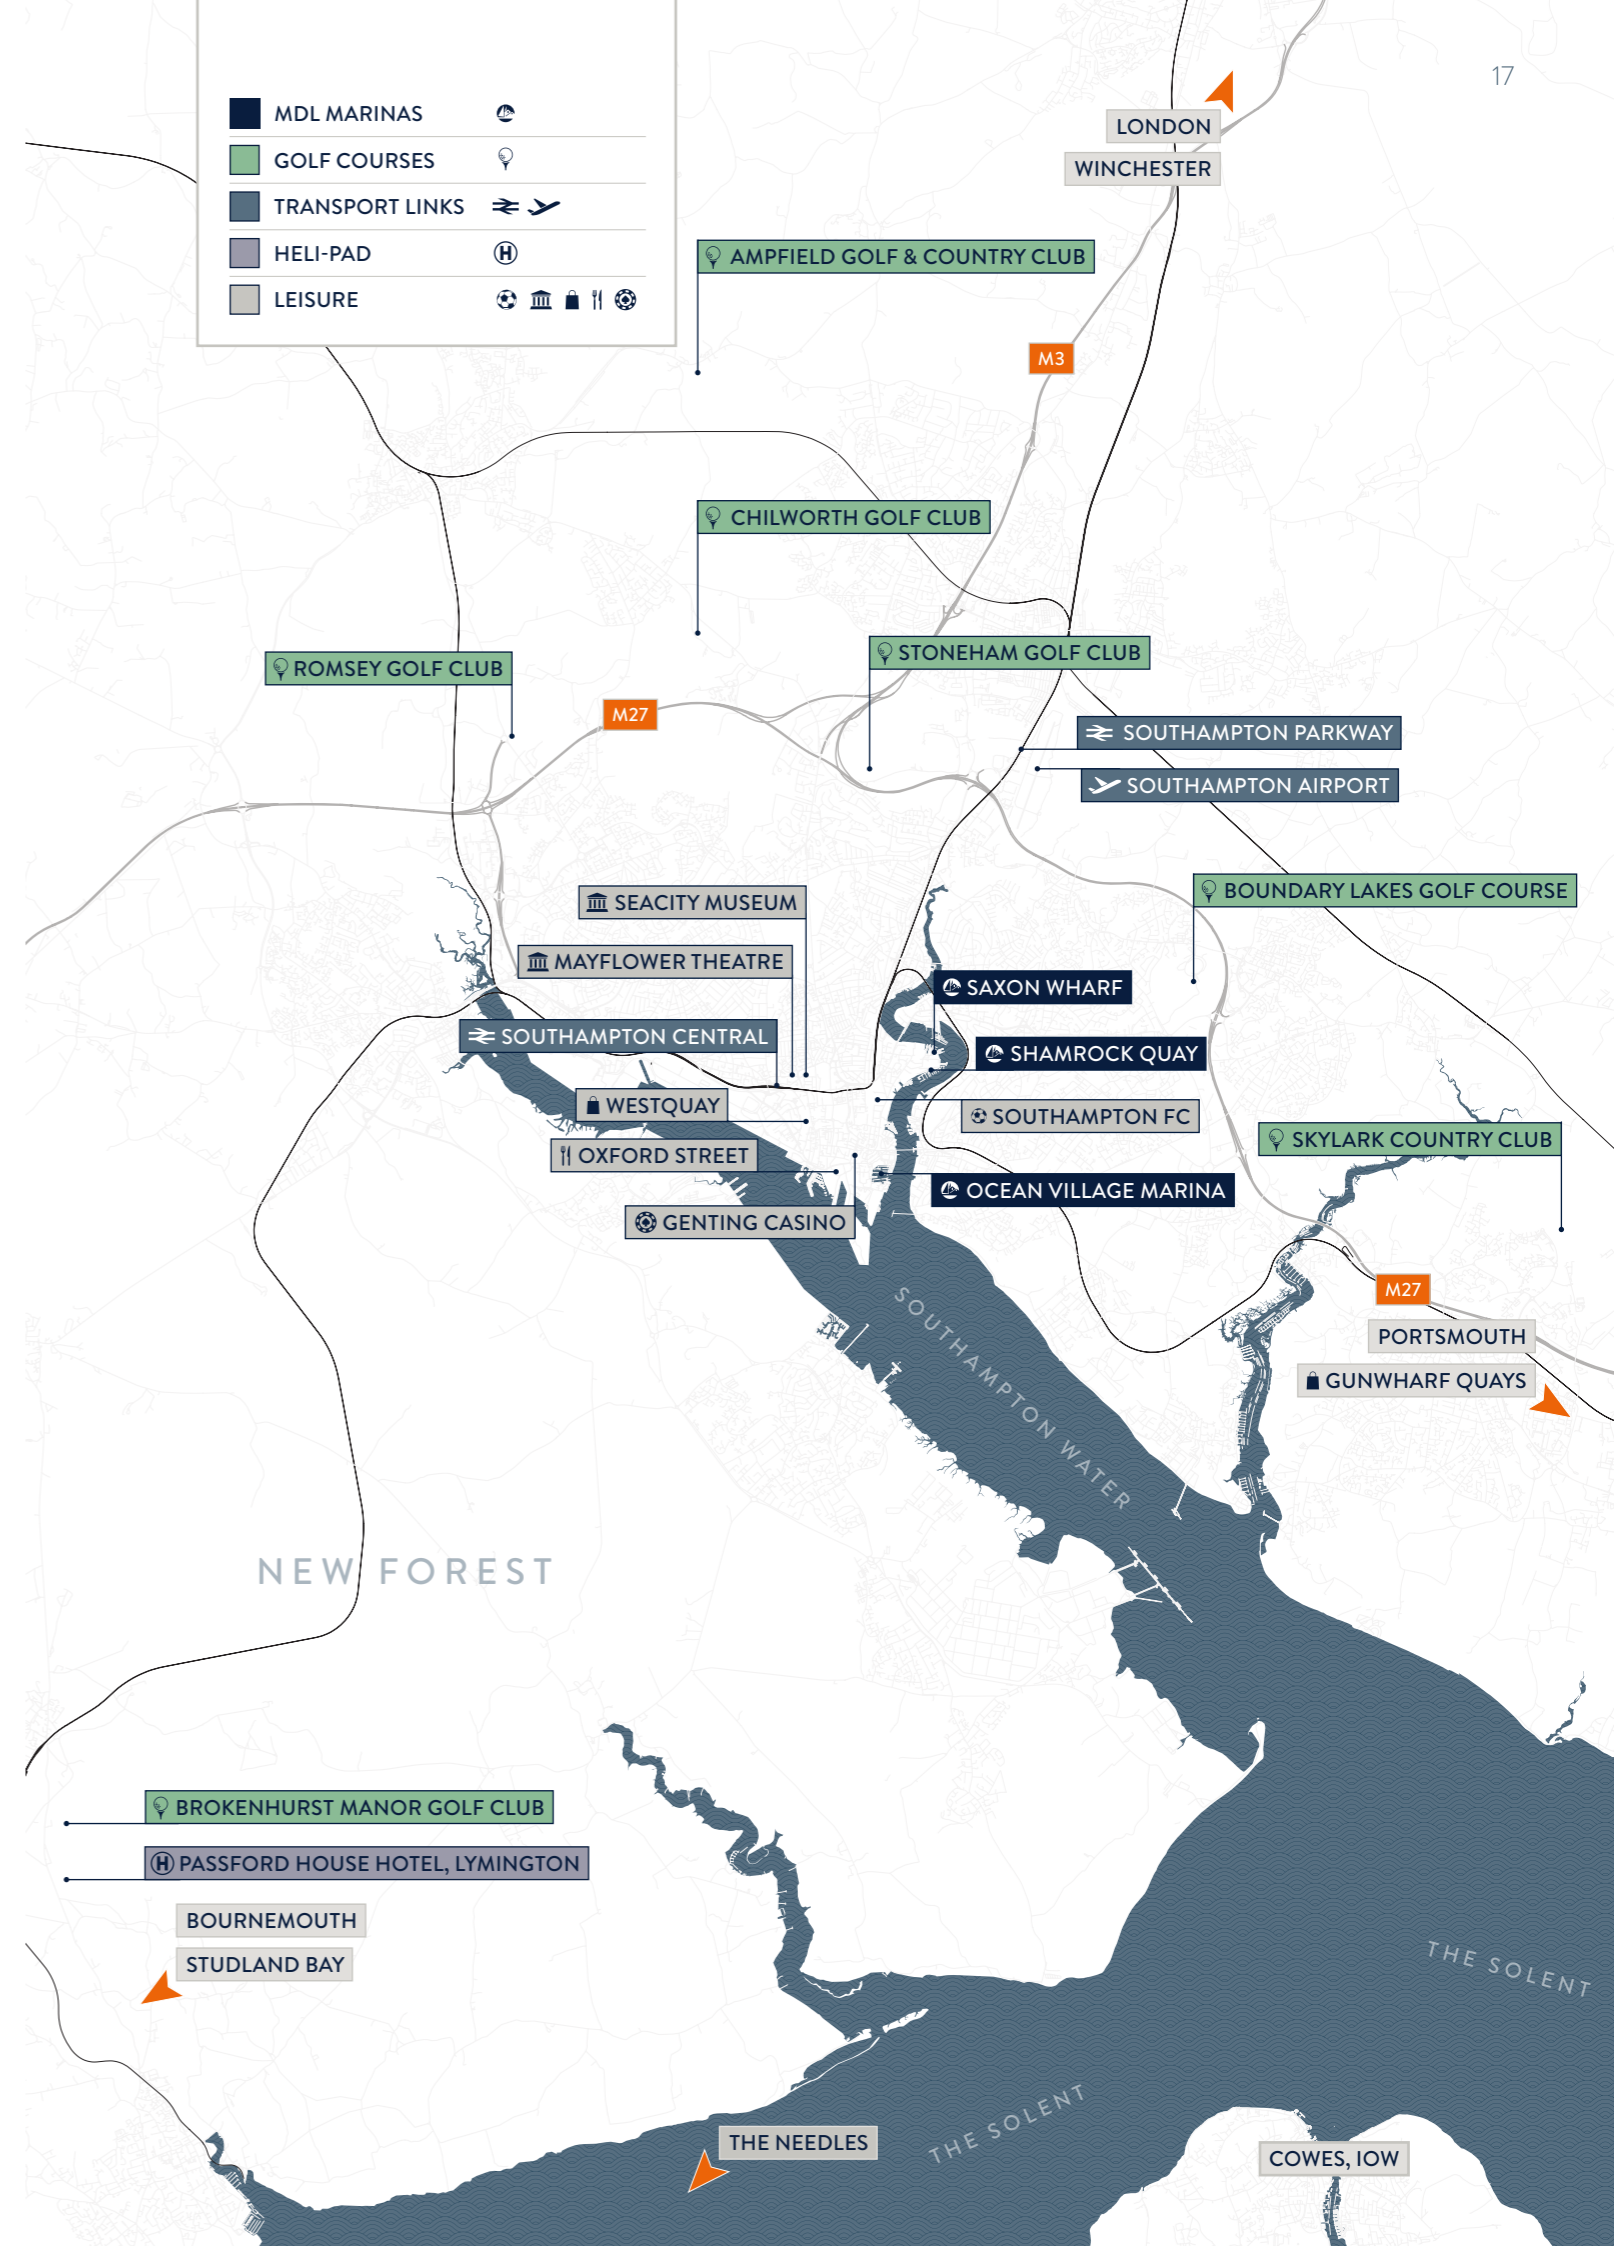 17
MDL MARINAS
GOLF COURSES
TRANSPORT LINKS
HELI-PAD
H
LEISURE
LONDON
WINCHESTER
AMPFIELD GOLF & COUNTRY CLUB
M3
CHILWORTH GOLF CLUB
STONEHAM GOLF CLUB
ROMSEY GOLF CLUB
M27
SOUTHAMPTON PARKWAY
SOUTHAMPTON AIRPORT
BOUNDARY LAKES GOLF COURSE
SEACITY MUSEUM
MAYFLOWER THEATRE
SAXON WHARF
SOUTHAMPTON CENTRAL
SHAMROCK QUAY
WESTQUAY
SOUTHAMPTON FC
SKYLARK COUNTRY CLUB
OXFORD STREET
OCEAN VILLAGE MARINA
GENTING CASINO
M27
SOUTHAMPTON WATER
PORTSMOUTH
GUNWHARF QUAYS
NEW FOREST
BROKENHURST MANOR GOLF CLUB
H PASSFORD HOUSE HOTEL, LYMINGTON
BOURNEMOUTH
STUDLAND BAY
THE SOLENT
THE SOLENT
THE NEEDLES
COWES, IOW